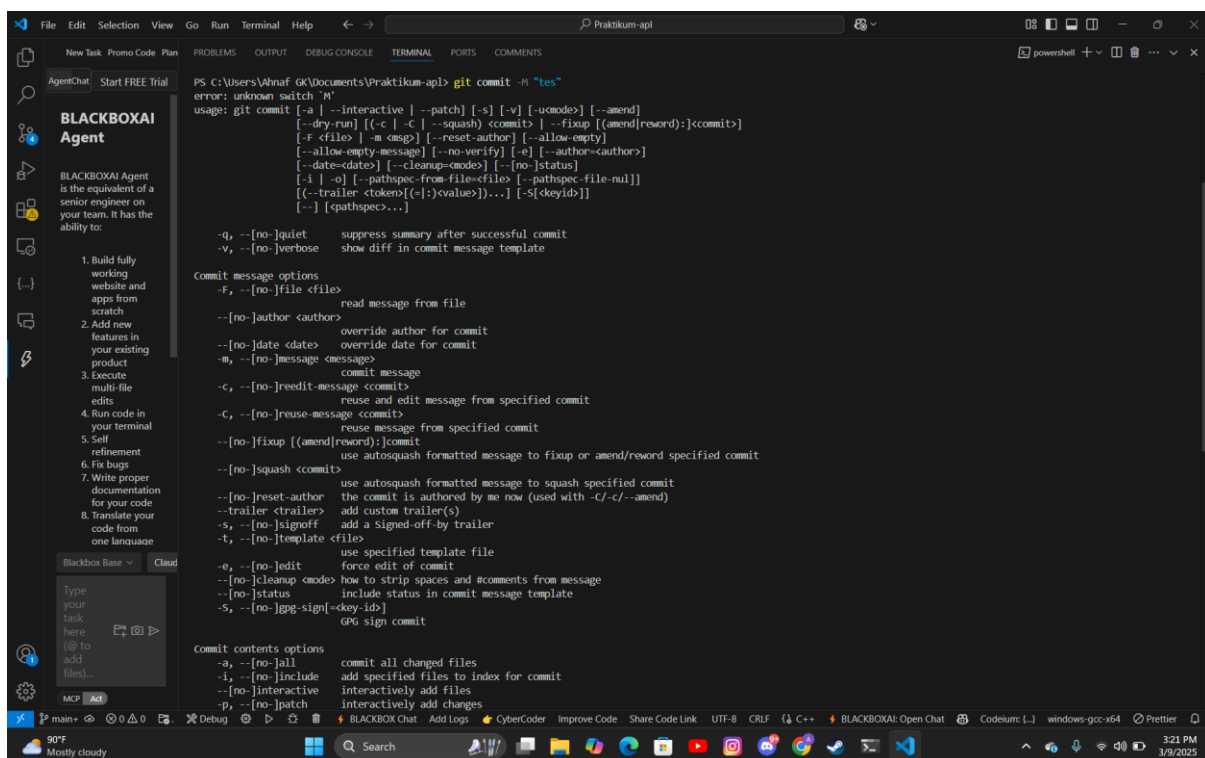 File Edit Selection View Go Run Terminal Help
Praktikum-apl
New Task Promo Code Plan
PROBLEMS OUTPUT DEBUG CONSOLE TERMINAL PORTS COMMENTS
powershell
AgentChat Start FREE Trial
BLACKBOXAI
Agent
BLACKBOXAI Agent
is the equivalent of a
senior engineer on
your team. It has the
ability to:
1. Build fully
working
website and
apps from
scratch
2. Add new
features in
your existing
product
3. Execute
multi-file
edits
4. Run code in
your terminal
5. Self
refinement
6. Fix bugs
7. Write proper
documentation
for your code
8. Translate your
code from
one language
Blackbox Base Claud
Type
your
task
here
(@ to
add
files)...
MCP Act
PS C:\Users\Ahnaf GK\Documents\Praktikum-apl> git commit -M "tes"
error: unknown switch `M'
usage: git commit [-a | --interactive | --patch] [-s] [-v] [-u<mode>] [--amend]
[--dry-run] [(-c | -C | --squash) <commit> | --fixup [(amend|reword):]<commit>]
[-F <file> | -m <msg>] [--reset-author] [--allow-empty]
[--allow-empty-message] [--no-verify] [-e] [--author=<author>]
[--date=<date>] [--cleanup=<mode>] [--[no-]status]
[-i | -o] [--pathspec-from-file=<file> [--pathspec-file-nul]]
[(--trailer <token>[(=|:)<value>])...] [-S[<keyid>]]
[--] [<pathspec>...]
-q, --[no-]quiet suppress summary after successful commit
-v, --[no-]verbose show diff in commit message template
Commit message options
-F, --[no-]file <file>
read message from file
--[no-]author <author>
override author for commit
--[no-]date <date> override date for commit
-m, --[no-]message <message>
commit message
-c, --[no-]reedit-message <commit>
reuse and edit message from specified commit
-C, --[no-]reuse-message <commit>
reuse message from specified commit
--[no-]fixup [(amend|reword):]commit
use autosquash formatted message to fixup or amend/reword specified commit
--[no-]squash <commit>
use autosquash formatted message to squash specified commit
--[no-]reset-author the commit is authored by me now (used with -C/-c/--amend)
--trailer <trailer> add custom trailer(s)
-s, --[no-]signoff add a Signed-off-by trailer
-t, --[no-]template <file>
use specified template file
-e, --[no-]edit force edit of commit
--[no-]cleanup <mode> how to strip spaces and #comments from message
--[no-]status include status in commit message template
-S, --[no-]gpg-sign[=<key-id>]
GPG sign commit
Commit contents options
-a, --[no-]all commit all changed files
-i, --[no-]include add specified files to index for commit
--[no-]interactive interactively add files
-p, --[no-]patch interactively add changes
main+ 0 0 Debug BLACKBOX Chat Add Logs CyberCoder Improve Code Share Code Link UTF-8 CRLF C++ BLACKBOXAI: Open Chat Codeium: {...} windows-gcc-x64 Prettier
90°F
Mostly cloudy
Search
3:21 PM
3/9/2025